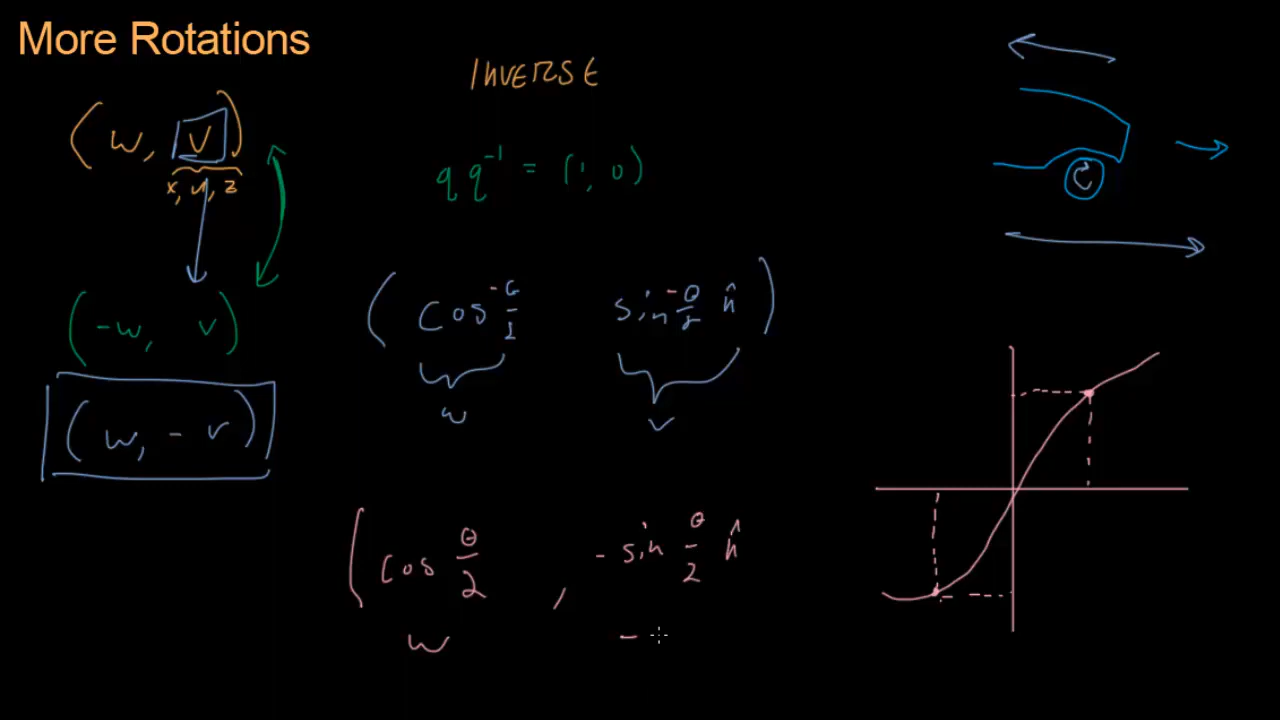 More Rotations
INVERSE
(w, v)
x, y, z
q q⁻¹ = (1, 0)
C
(-w, v)
(cos -θ/2 sin -θ/2 n̂)
w v
(w, - v)
(cos θ/2, - sin θ/2 n̂)
w -